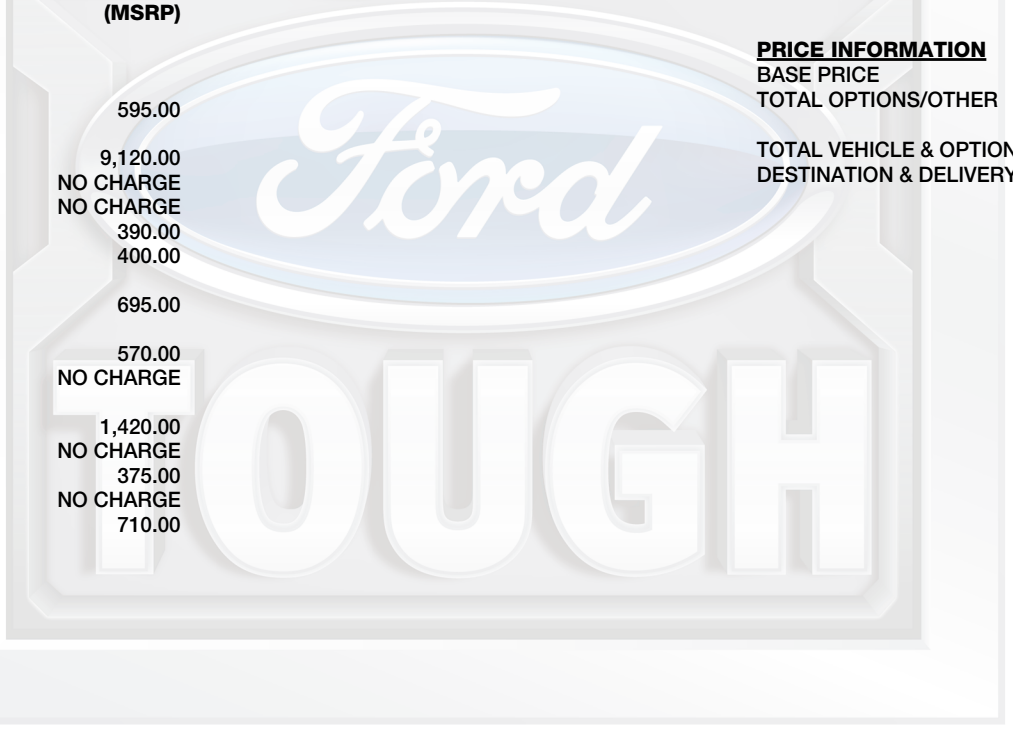 (MSRP)
595.00
9,120.00
NO CHARGE
NO CHARGE
390.00
400.00
695.00
570.00
NO CHARGE
1,420.00
NO CHARGE
375.00
NO CHARGE
710.00
PRICE INFORMATION
BASE PRICE
TOTAL OPTIONS/OTHER
TOTAL VEHICLE & OPTION
DESTINATION & DELIVERY
Ford
TOUGH